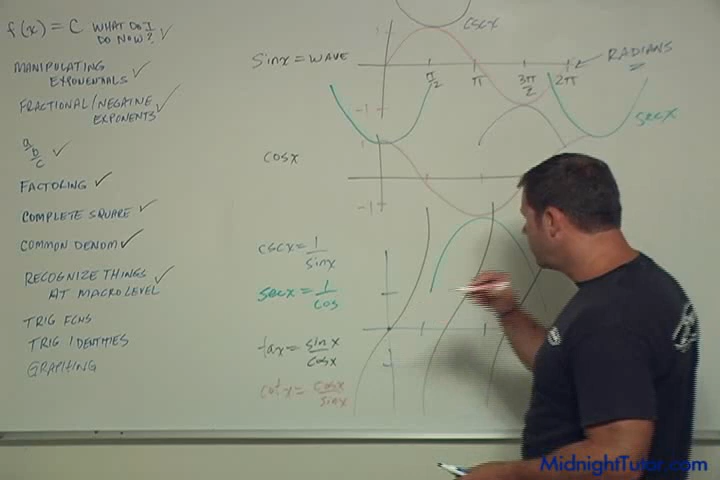 f(x) = C WHAT DO I
DO NOW? ✓
MANIPULATING
EXPONENTIALS ✓
FRACTIONAL/NEGATIVE
EXPONENTS ✓
a/b/c ✓
FACTORING ✓
COMPLETE SQUARE ✓
COMMON DENOM ✓
RECOGNIZE THINGS
AT MACRO LEVEL ✓
TRIG FCNS
TRIG IDENTITIES
GRAPHING
cscx
sinx = WAVE
RADIANS
π/2 π 3π/2 2π
-1
secx
1
cosx
-1
cscx = 1/sinx
secx = 1/cos
tax = sinx/cosx
cotx = cosx/sinx
MidnightTutor.com